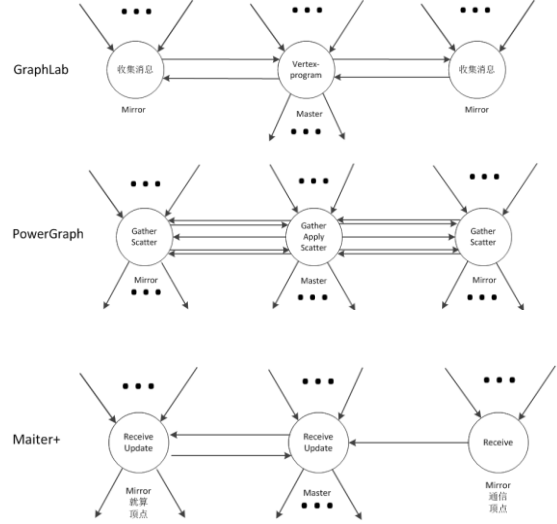 GraphLab
收集消息
Vertex-
program
收集消息
Mirror
Master
Mirror
PowerGraph
Gather
Scatter
Gather
Apply
Scatter
Gather
Scatter
Mirror
Master
Mirror
Maiter+
Receive
Update
Receive
Update
Receive
Mirror
就算
顶点
Master
Mirror
通信
顶点